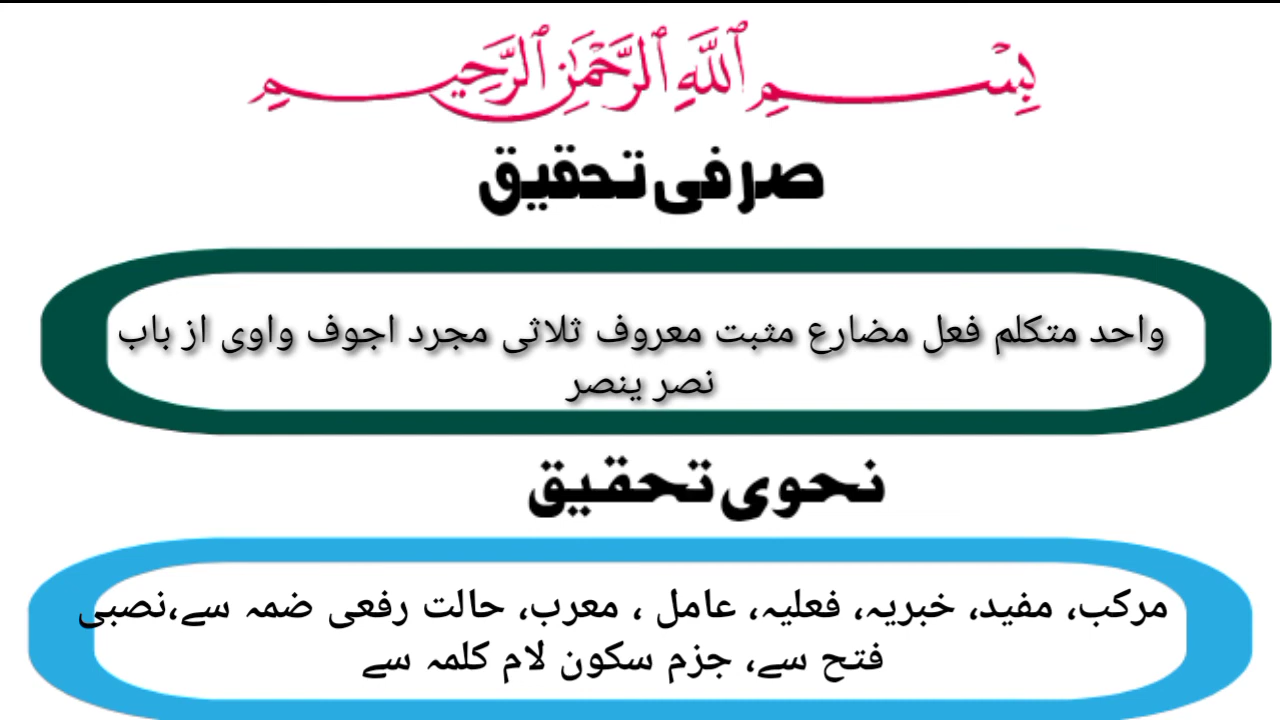 بِسْمِ ٱللَّهِ ٱلرَّحْمَٰنِ ٱلرَّحِيمِ
صرفی تحقیق
واحد متکلم فعل مضارع مثبت معروف ثلاثی مجرد اجوف واوی از باب
نصر ینصر
نحوی تحقیق
مرکب، مفید، خبریہ، فعلیہ، عامل ، معرب، حالت رفعی ضمہ سے،نصبی
فتح سے، جزم سکون لام کلمہ سے